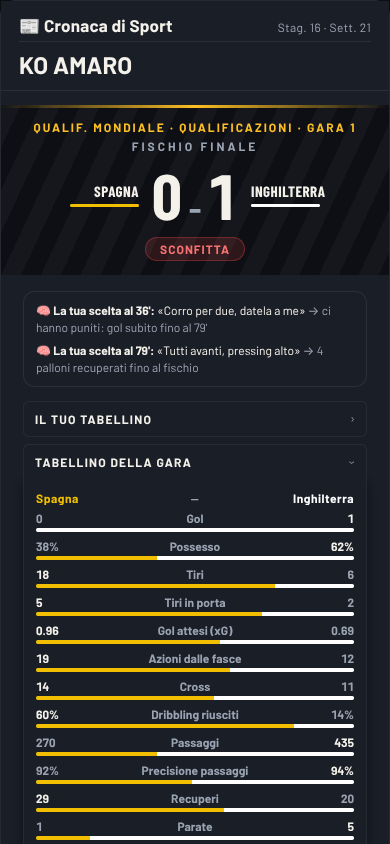 📰 Cronaca di Sport Stag. 16 · Sett. 21
KO AMARO
QUALIF. MONDIALE · QUALIFICAZIONI · GARA 1
FISCHIO FINALE
SPAGNA 0 - 1 INGHILTERRA
SCONFITTA
🧠 La tua scelta al 36': «Corro per due, datela a me» → ci
hanno puniti: gol subito fino al 79'
🧠 La tua scelta al 79': «Tutti avanti, pressing alto» → 4
palloni recuperati fino al fischio
IL TUO TABELLINO ›
TABELLINO DELLA GARA
Spagna – Inghilterra
0 Gol 1
38% Possesso 62%
18 Tiri 6
5 Tiri in porta 2
0.96 Gol attesi (xG) 0.69
19 Azioni dalle fasce 12
14 Cross 11
60% Dribbling riusciti 14%
270 Passaggi 435
92% Precisione passaggi 94%
29 Recuperi 20
1 Parate 5